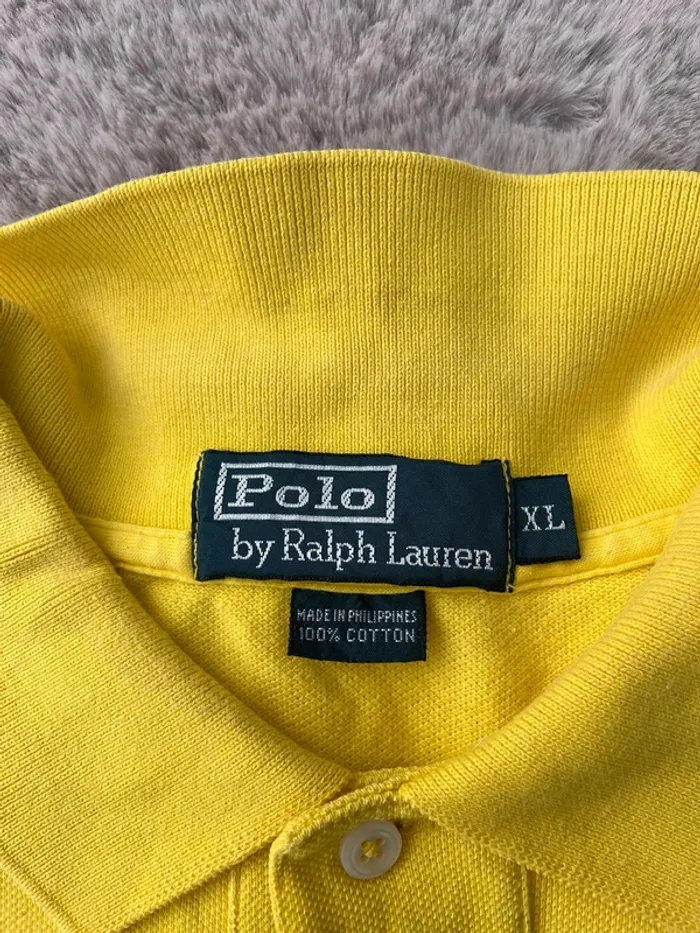 Polo
by Ralph Lauren
XL
MADE IN PHILIPPINES
100% COTTON